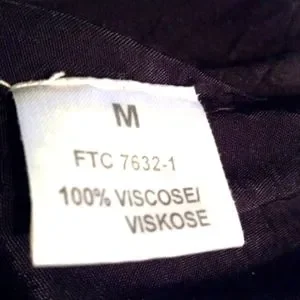 M
FTC 7632-1
100% VISCOSE/
VISKOSE